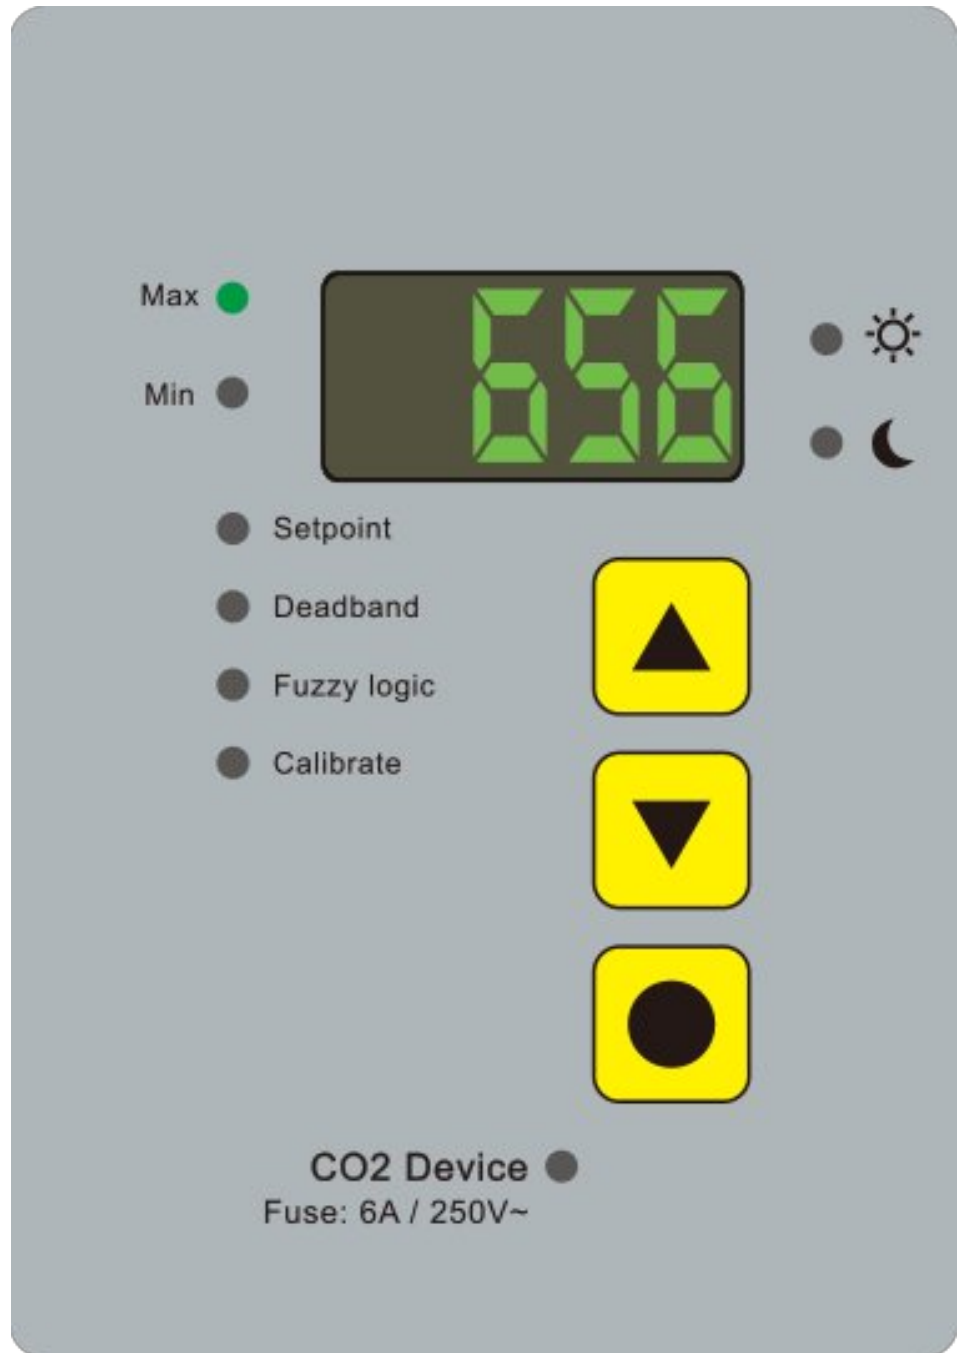 Max
656
Min
Setpoint
Deadband
Fuzzy logic
Calibrate
CO2 Device
Fuse: 6A / 250V~